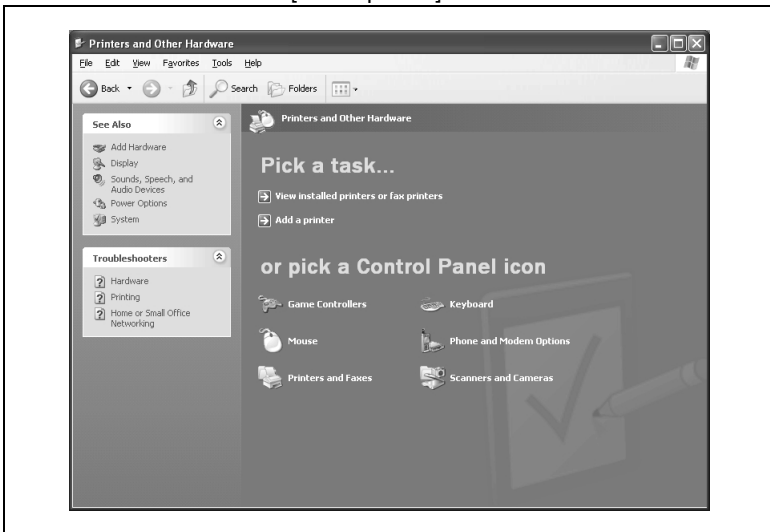 Printers and Other Hardware
File Edit View Favorites Tools Help
Back Search Folders
See Also
Add Hardware
Display
Sounds, Speech, and
Audio Devices
Power Options
System
Troubleshooters
Hardware
Printing
Home or Small Office
Networking
Printers and Other Hardware
Pick a task...
View installed printers or fax printers
Add a printer
or pick a Control Panel icon
Game Controllers Keyboard
Mouse Phone and Modem Options
Printers and Faxes Scanners and Cameras